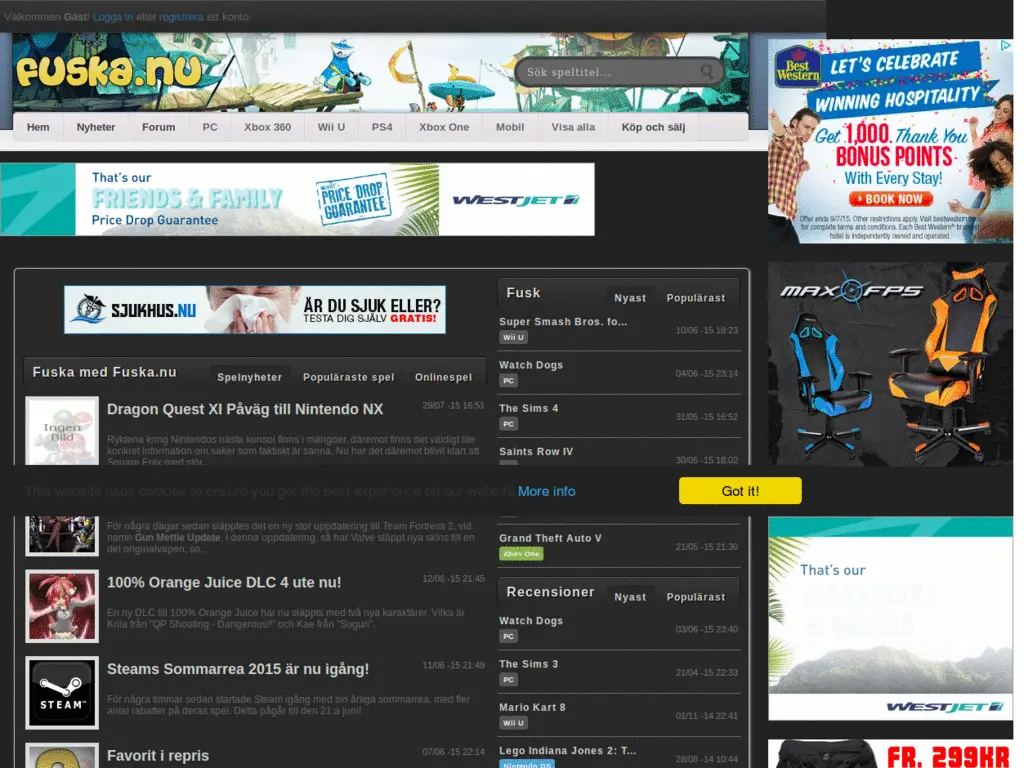 Välkommen Gäst! Logga in eller registrera ett konto.
fuska.nu
Sök speltitel...
Hem Nyheter Forum PC Xbox 360 Wii U PS4 Xbox One Mobil Visa alla Köp och sälj
That's our
FRIENDS & FAMILY
Price Drop Guarantee
PRICE DROP
GUARANTEE
WESTJET
Best Western
LET'S CELEBRATE
WINNING HOSPITALITY
Get 1,000 Thank You
BONUS POINTS
With Every Stay!
BOOK NOW
Offer ends 9/7/15. Other restrictions apply. Visit bestwestern.com
for complete terms and conditions. Each Best Western® branded
hotel is independently owned and operated.
MAXFPS
SJUKHUS.NU
ÄR DU SJUK ELLER?
TESTA DIG SJÄLV GRATIS!
Fuska med Fuska.nu Spelnyheter Populäraste spel Onlinespel
Ingen
Bild
Dragon Quest XI Påväg till Nintendo NX 29/07 -15 16:51
Ryktena kring Nintendos nästa konsol finns i mängder, däremot finns det väldigt lite
konkret information om saker som faktiskt är sanna. Nu har det däremot blivit klart att
Square Enix med stör...
Fusk Nyast Populärast
Super Smash Bros. fo... 10/06 -15 18:23
Wii U
Watch Dogs 04/06 -15 23:14
PC
The Sims 4 31/05 -15 16:52
PC
Saints Row IV 30/05 -15 18:02
This website uses cookies to ensure you get the best experience on our website More info
Got it!
För några dagar sedan släpptes det en ny stor uppdatering till Team Fortress 2, vid
namn Gun Mettle Update. I denna uppdatering, så har Valve släppt nya skins till en
del originalvapen, so...
100% Orange Juice DLC 4 ute nu! 12/06 -15 21:45
En ny DLC till 100% Orange Juice har nu släppts med två nya karaktärer. Vilka är
Krila från "QP Shooting - Dangerous!!" och Kae från "Suguri".
STEAM™
Steams Sommarrea 2015 är nu igång! 11/06 -15 21:49
För några timmar sedan startade Steam igång med sin årliga sommarrea, med fler
antal rabatter på deras spel. Detta pågår till den 21:a juni!
Favorit i repris 07/06 -15 22:14
Grand Theft Auto V 21/05 -15 21:30
Xbox One
Recensioner Nyast Populärast
Watch Dogs 03/06 -15 23:40
PC
The Sims 3 21/04 -15 22:33
PC
Mario Kart 8 01/11 -14 22:41
Wii U
Lego Indiana Jones 2: T... 28/08 -14 10:44
Nintendo DS
That's our
WESTJET
FR. 299KR